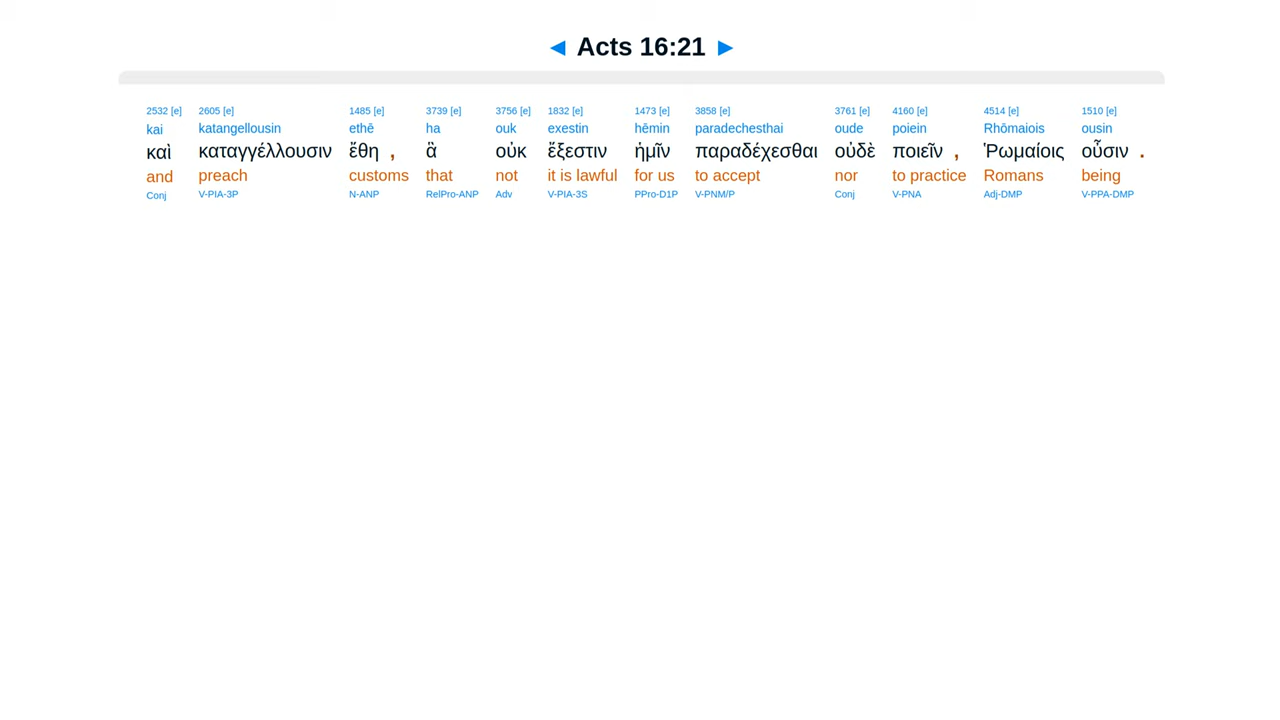 ◄ Acts 16:21 ►
2532 [e] 2605 [e] 1485 [e] 3739 [e] 3756 [e] 1832 [e] 1473 [e] 3858 [e] 3761 [e] 4160 [e] 4514 [e] 1510 [e]
kai katangellousin ethē ha ouk exestin hēmin paradechesthai oude poiein Rhōmaiois ousin
καὶ καταγγέλλουσιν ἔθη , ἃ οὐκ ἔξεστιν ἡμῖν παραδέχεσθαι οὐδὲ ποιεῖν , Ῥωμαίοις οὖσιν .
and preach customs that not it is lawful for us to accept nor to practice Romans being
Conj V-PIA-3P N-ANP RelPro-ANP Adv V-PIA-3S PPro-D1P V-PNM/P Conj V-PNA Adj-DMP V-PPA-DMP